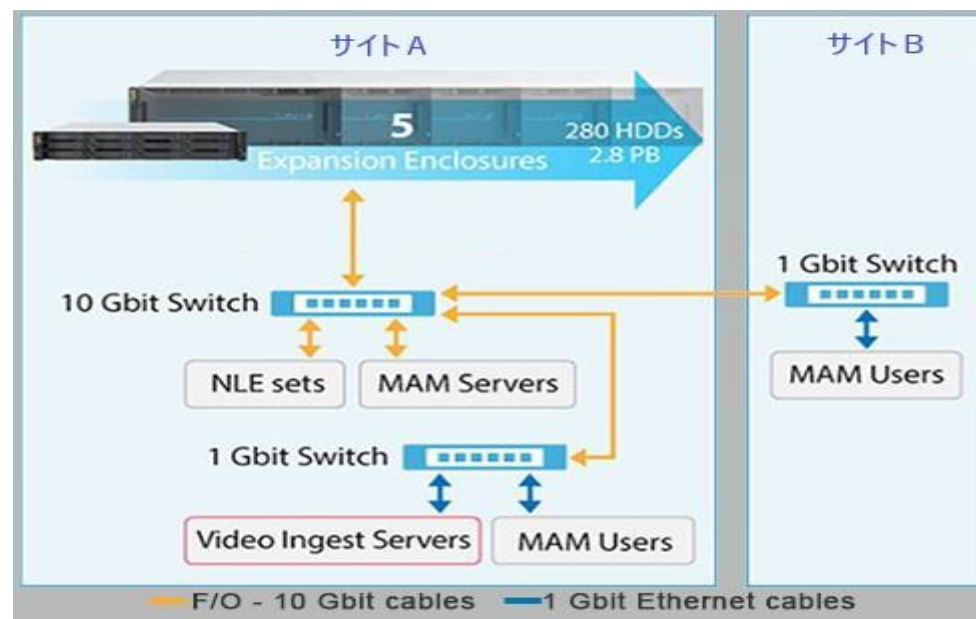 サイトA
サイトB
5
Expansion Enclosures
280 HDDs
2.8 PB
10 Gbit Switch
1 Gbit Switch
NLE sets
MAM Servers
MAM Users
1 Gbit Switch
Video Ingest Servers
MAM Users
F/O - 10 Gbit cables
1 Gbit Ethernet cables